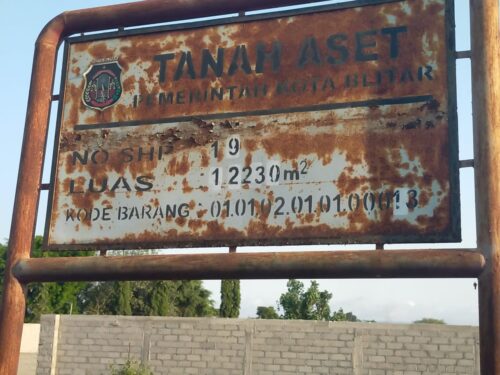 TANAH ASET
PEMERINTAH KOTA BLITAR
NO SHP : 19
LUAS : 1.2230 m²
KODE BARANG : 01.01.02.01.01.00013